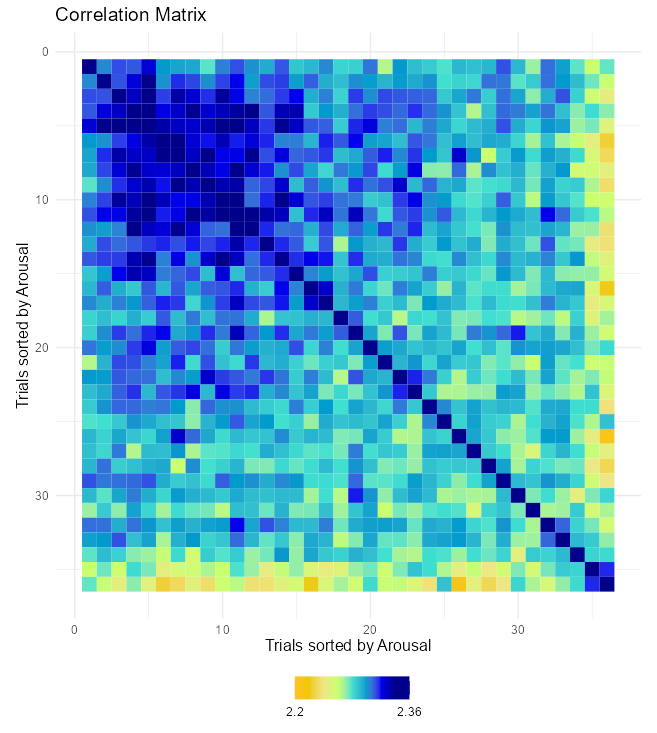 Correlation Matrix
0
10
20
30
Trials sorted by Arousal
0 10 20 30
Trials sorted by Arousal
2.2 2.36